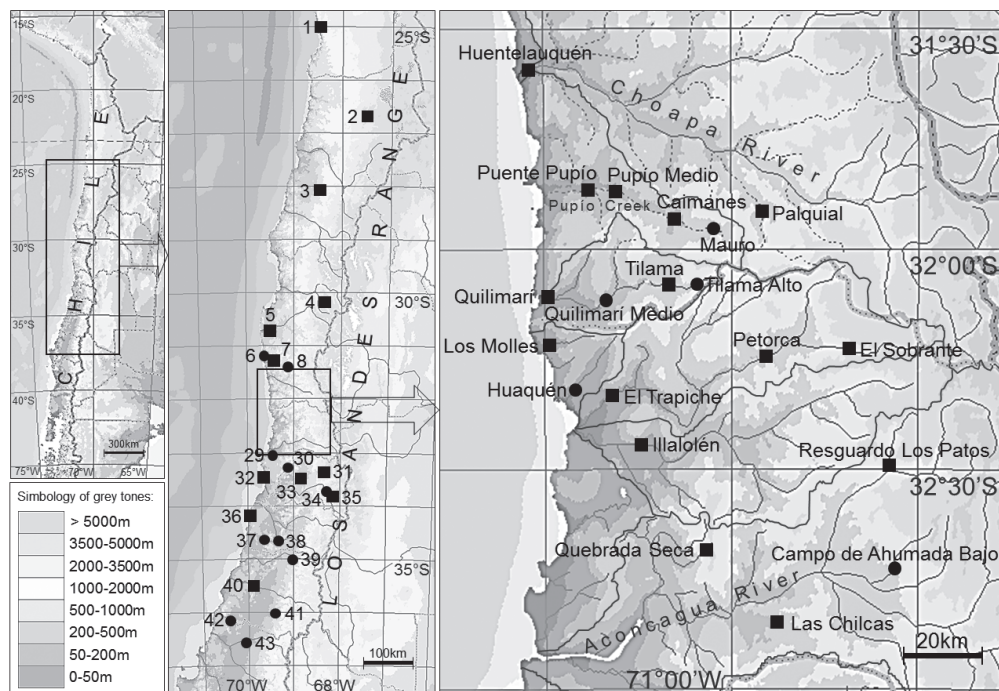 15°S
20°S
25°S
30°S
35°S
40°S
75°W
70°W
65°W
CHILE
300km
Simbology of grey tones:
> 5000m
3500-5000m
2000-3500m
1000-2000m
500-1000m
200-500m
50-200m
0-50m
1
25°S
2
3
4
30°S
5
6
7
8
29
30
31
32
33
34
35
36
37
38
39
35°S
40
41
42
43
LOS ANDES RANGE
100km
70°W
68°W
31°30'S
Huentelauquén
Choapa River
Puente Pupío
Pupío Medio
Pupío Creek
Caimanes
Palquial
Mauro
32°00'S
Tilama
Tilama Alto
Quilimarí
Quilimarí Medio
Los Molles
Petorca
El Sobrante
Huaquén
El Trapiche
Illalolén
Resguardo Los Patos
32°30'S
Quebrada Seca
Campo de Ahumada Bajo
Aconcagua River
Las Chilcas
20km
71°00'W